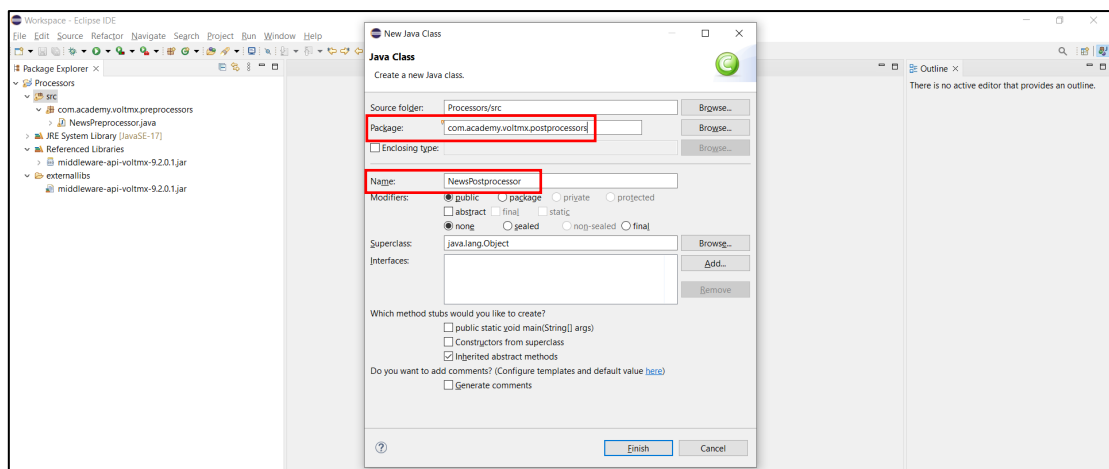 Workspace - Eclipse IDE
File Edit Source Refactor Navigate Search Project Run Window Help
Package Explorer
Processors
src
com.academy.voltmx.preprocessors
NewsPreprocessor.java
JRE System Library [JavaSE-17]
Referenced Libraries
middleware-api-voltmx-9.2.0.1.jar
externallibs
middleware-api-voltmx-9.2.0.1.jar
New Java Class
Java Class
Create a new Java class.
Source folder: Processors/src Browse...
Package: com.academy.voltmx.postprocessors Browse...
Enclosing type: Browse...
Name: NewsPostprocessor
Modifiers: public package private protected
abstract final static
none sealed non-sealed final
Superclass: java.lang.Object Browse...
Interfaces: Add...
Remove
Which method stubs would you like to create?
public static void main(String[] args)
Constructors from superclass
Inherited abstract methods
Do you want to add comments? (Configure templates and default value here)
Generate comments
Finish Cancel
Outline
There is no active editor that provides an outline.